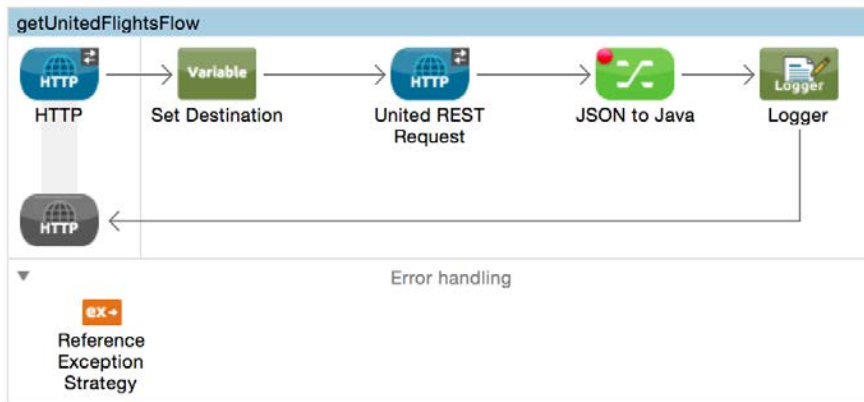 getUnitedFlightsFlow
HTTP
Variable
HTTP
Logger
HTTP
Set Destination
United REST
Request
JSON to Java
Logger
HTTP
Error handling
ex
Reference
Exception
Strategy